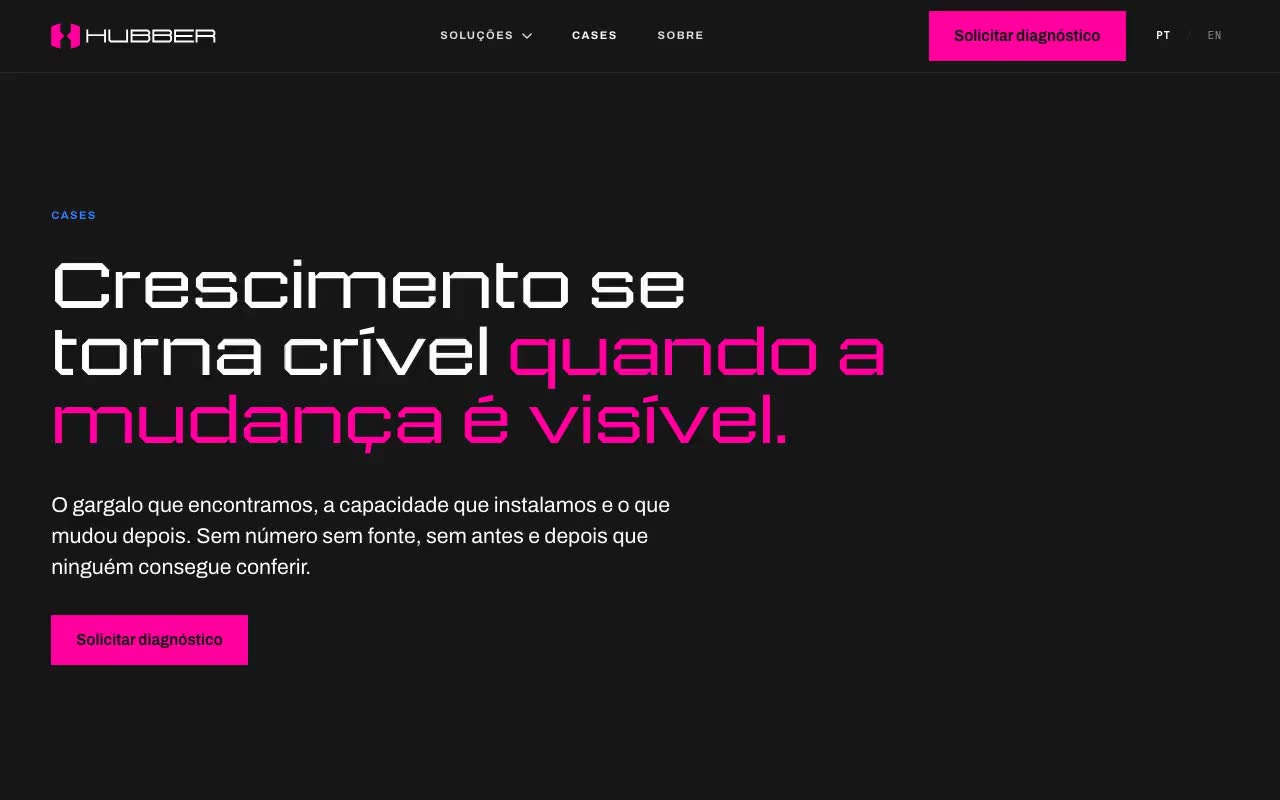 HUBBER
SOLUÇÕES
CASES
SOBRE
Solicitar diagnóstico
PT / EN
CASES
Crescimento se
torna crível quando a
mudança é visível.
O gargalo que encontramos, a capacidade que instalamos e o que
mudou depois. Sem número sem fonte, sem antes e depois que
ninguém consegue conferir.
Solicitar diagnóstico